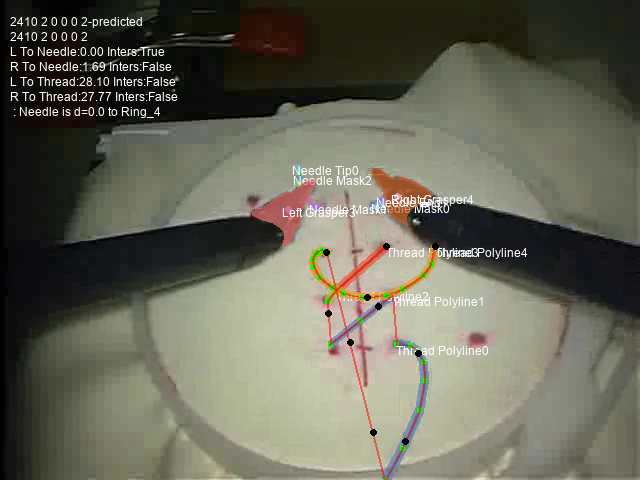 2410 2 0 0 0 2-predicted
2410 2 0 0 0 2
L To Needle:0.00 Inters:True
R To Needle:1.69 Inters:False
L To Thread:28.10 Inters:False
R To Thread:27.77 Inters:False
: Needle is d=0.0 to Ring_4
Needle Tip0
Needle Mask2
Right Grasper4
Left Grasper3
Needle Mask0
Thread Polyline4
Thread Polyline1
Thread Polyline0